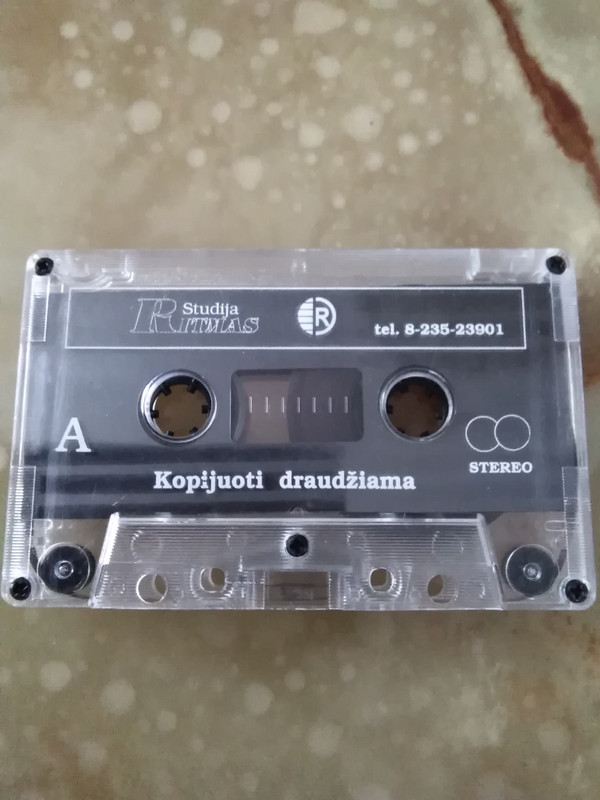 Studija
RITMAS
R
tel. 8-235-23901
A
STEREO
Kopijuoti draudžiama